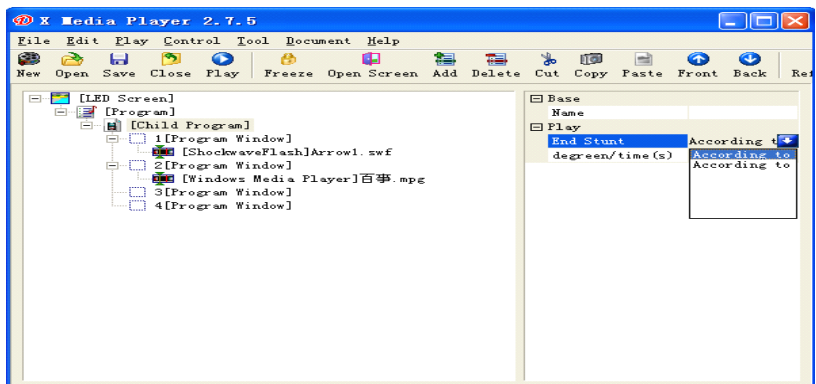 X Media Player 2.7.5
File Edit Play Control Tool Document Help
New Open Save Close Play Freeze Open Screen Add Delete Cut Copy Paste Front Back Ref
[LED Screen]
[Program]
[Child Program]
1[Program Window]
[ShockwaveFlash]Arrow1.swf
2[Program Window]
[Windows Media Player]百事.mpg
3[Program Window]
4[Program Window]
Base
Name
Play
End Stunt According t
degreen/time(s)
According to
According to